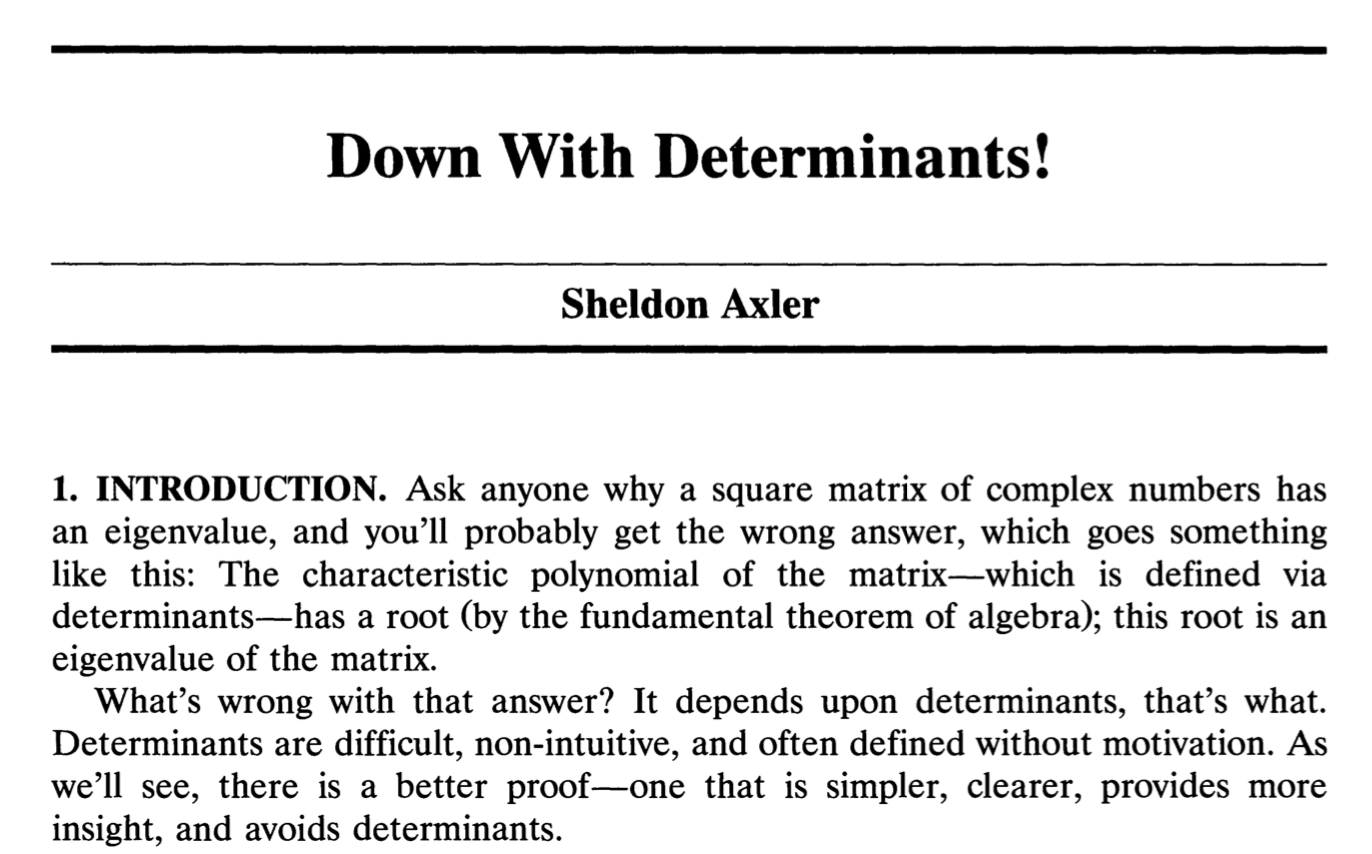 Down With Determinants!
Sheldon Axler
1. INTRODUCTION. Ask anyone why a square matrix of complex numbers has
an eigenvalue, and you'll probably get the wrong answer, which goes something
like this: The characteristic polynomial of the matrix—which is defined via
determinants—has a root (by the fundamental theorem of algebra); this root is an
eigenvalue of the matrix.
What's wrong with that answer? It depends upon determinants, that's what.
Determinants are difficult, non-intuitive, and often defined without motivation. As
we'll see, there is a better proof—one that is simpler, clearer, provides more
insight, and avoids determinants.